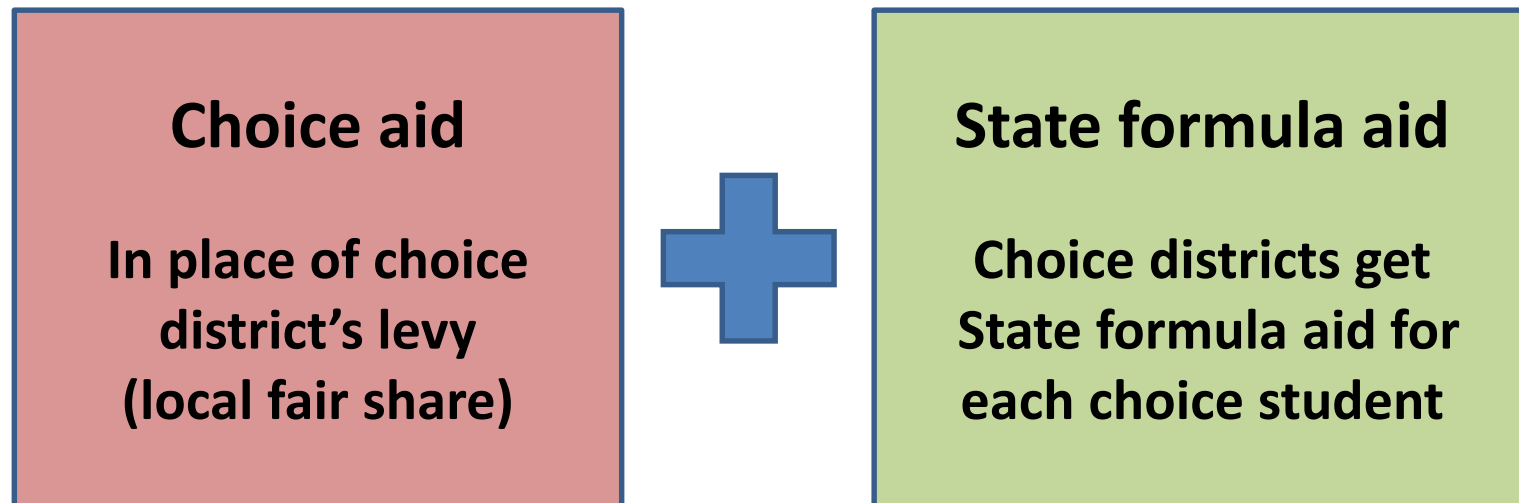 Choice aid
In place of choice
district’s levy
(local fair share)
State formula aid
Choice districts get
State formula aid for
each choice student